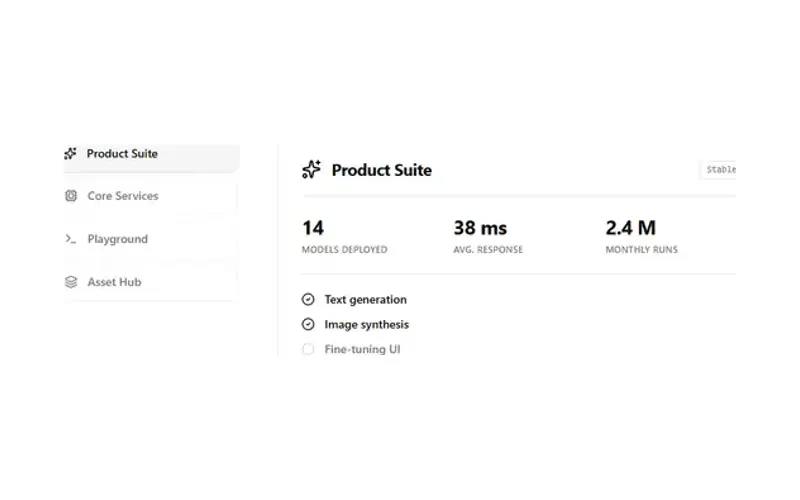 Product Suite
Core Services
Playground
Asset Hub
Product Suite
Stable
14
MODELS DEPLOYED
38 ms
AVG. RESPONSE
2.4 M
MONTHLY RUNS
Text generation
Image synthesis
Fine-tuning UI